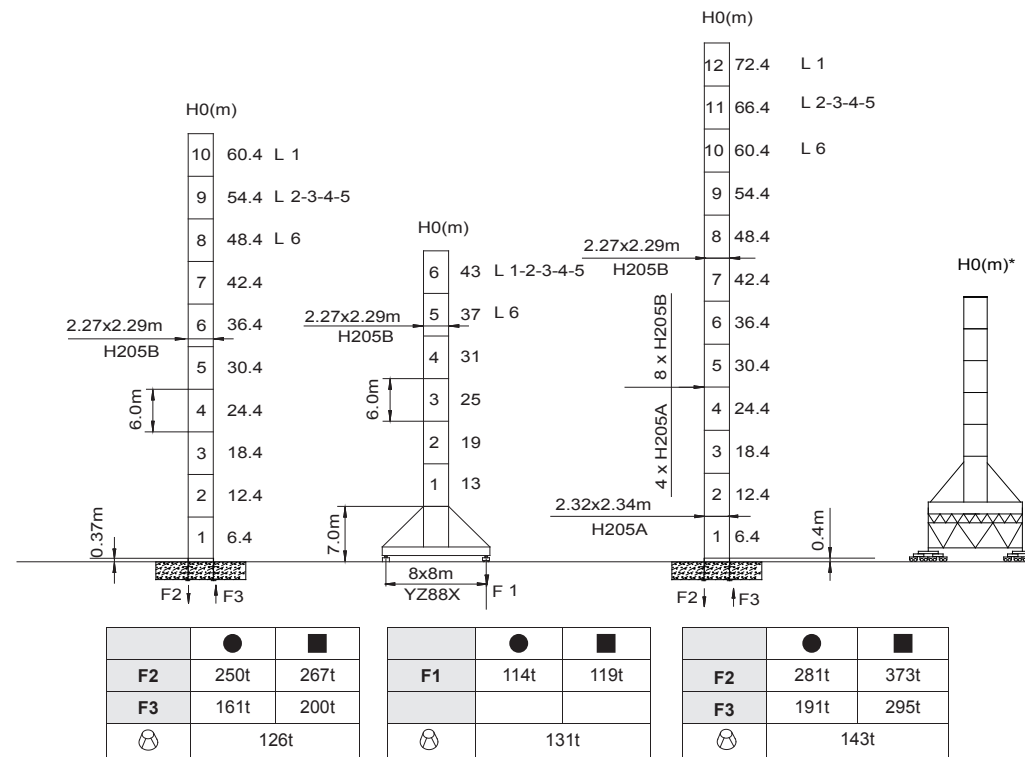 H0(m)
10 60.4 L 1
9 54.4 L 2-3-4-5
8 48.4 L 6
7 42.4
6 36.4
5 30.4
4 24.4
3 18.4
2 12.4
1 6.4
2.27x2.29m
H205B
6.0m
0.37m
F2
F3
H0(m)
6 43 L 1-2-3-4-5
5 37 L 6
4 31
3 25
2 19
1 13
2.27x2.29m
H205B
6.0m
7.0m
8x8m
YZ88X
F 1
H0(m)
12 72.4 L 1
11 66.4 L 2-3-4-5
10 60.4 L 6
9 54.4
8 48.4
7 42.4
6 36.4
5 30.4
4 24.4
3 18.4
2 12.4
1 6.4
2.27x2.29m
H205B
8 x H205B
4 x H205A
2.32x2.34m
H205A
0.4m
F2
F3
H0(m)*
F2 250t 267t
F3 161t 200t
126t
F1 114t 119t
131t
F2 281t 373t
F3 191t 295t
143t